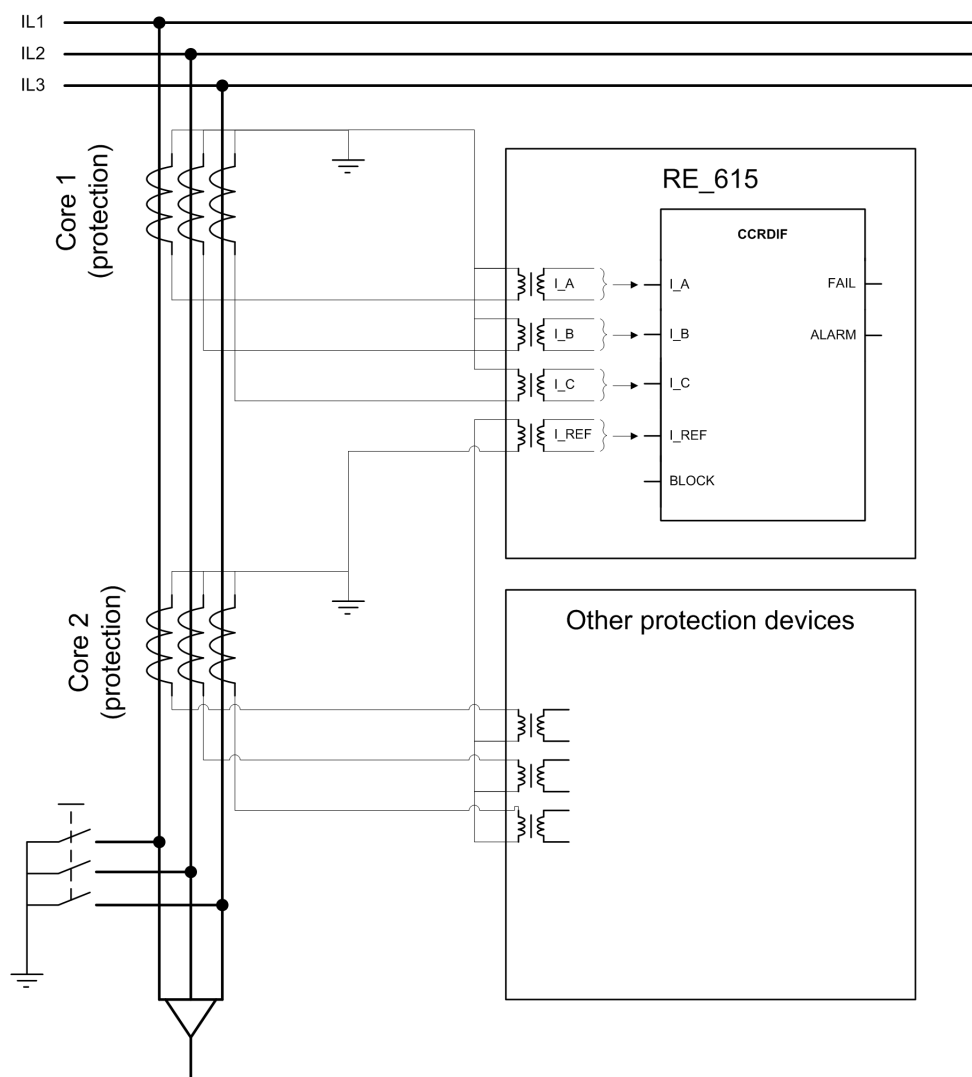 IL1
IL2
IL3
Core 1
(protection)
RE_615
CCRDIF
I_A
I_A
FAIL
I_B
I_B
ALARM
I_C
I_C
I_REF
I_REF
BLOCK
Core 2
(protection)
Other protection devices